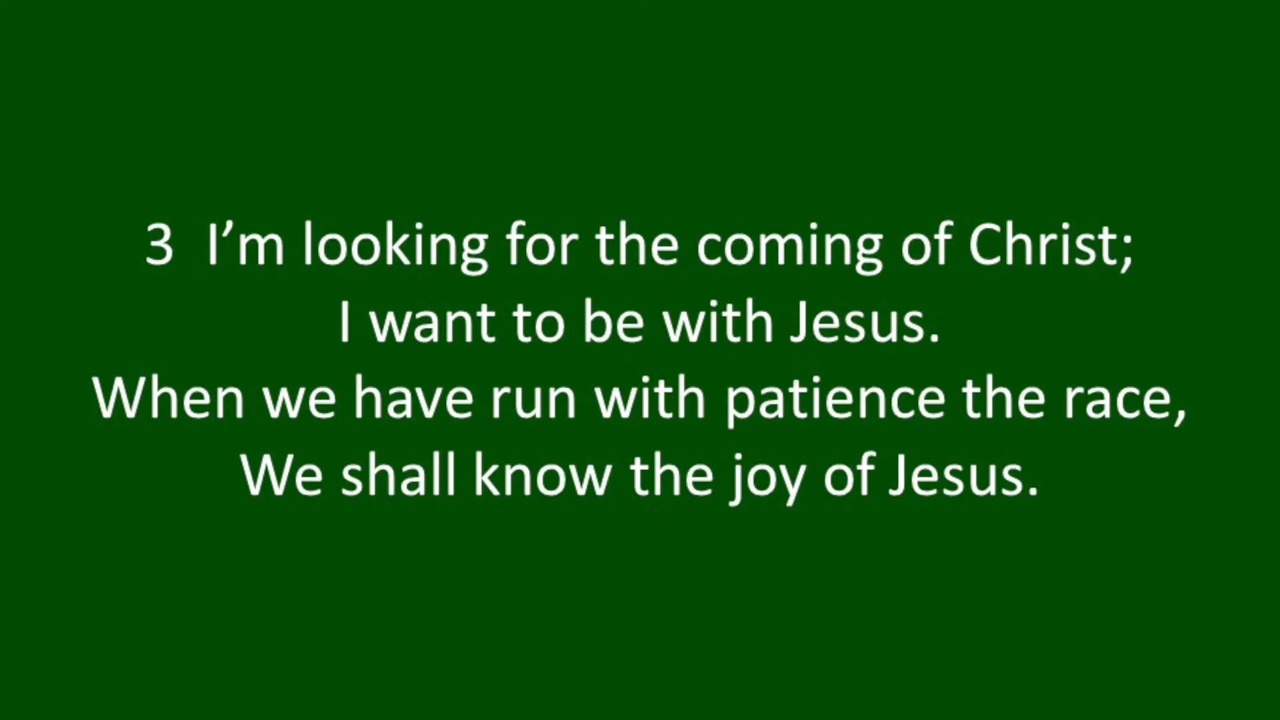 3  I’m looking for the coming of Christ;
I want to be with Jesus.
When we have run with patience the race,
We shall know the joy of Jesus.